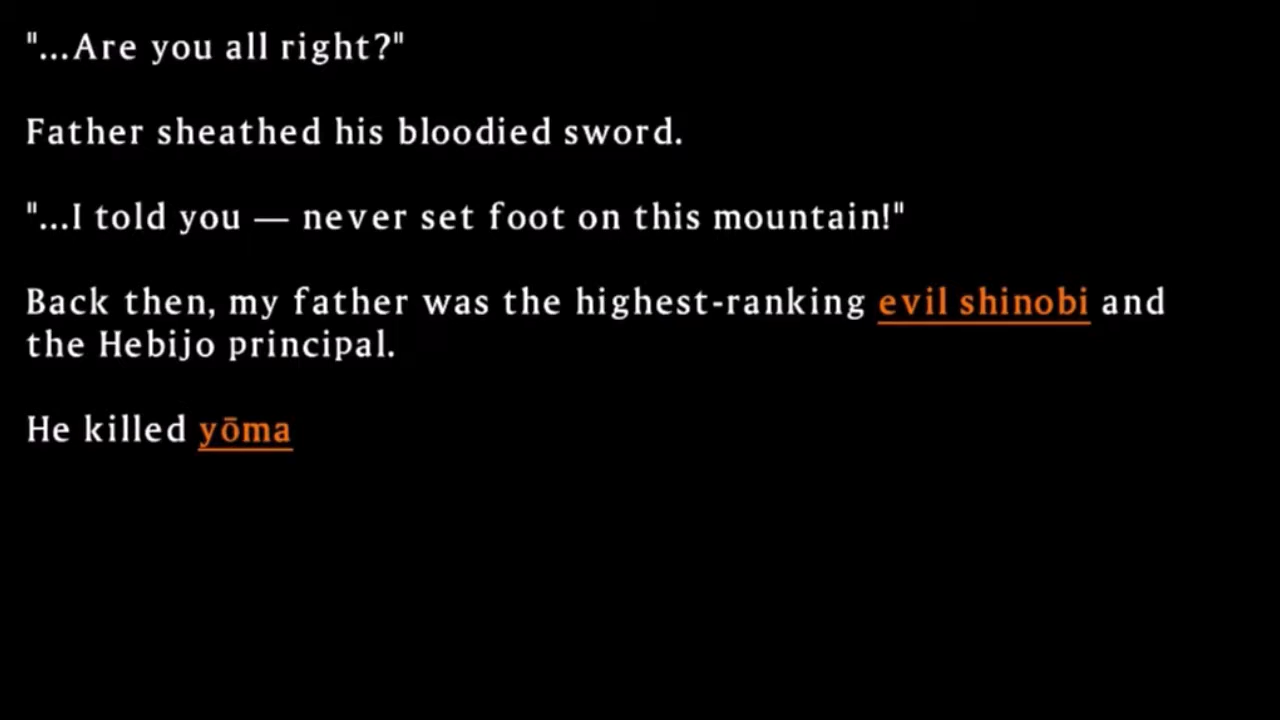 "...Are you all right?"
Father sheathed his bloodied sword.
"...I told you — never set foot on this mountain!"
Back then, my father was the highest-ranking evil shinobi and
the Hebijo principal.
He killed yōma